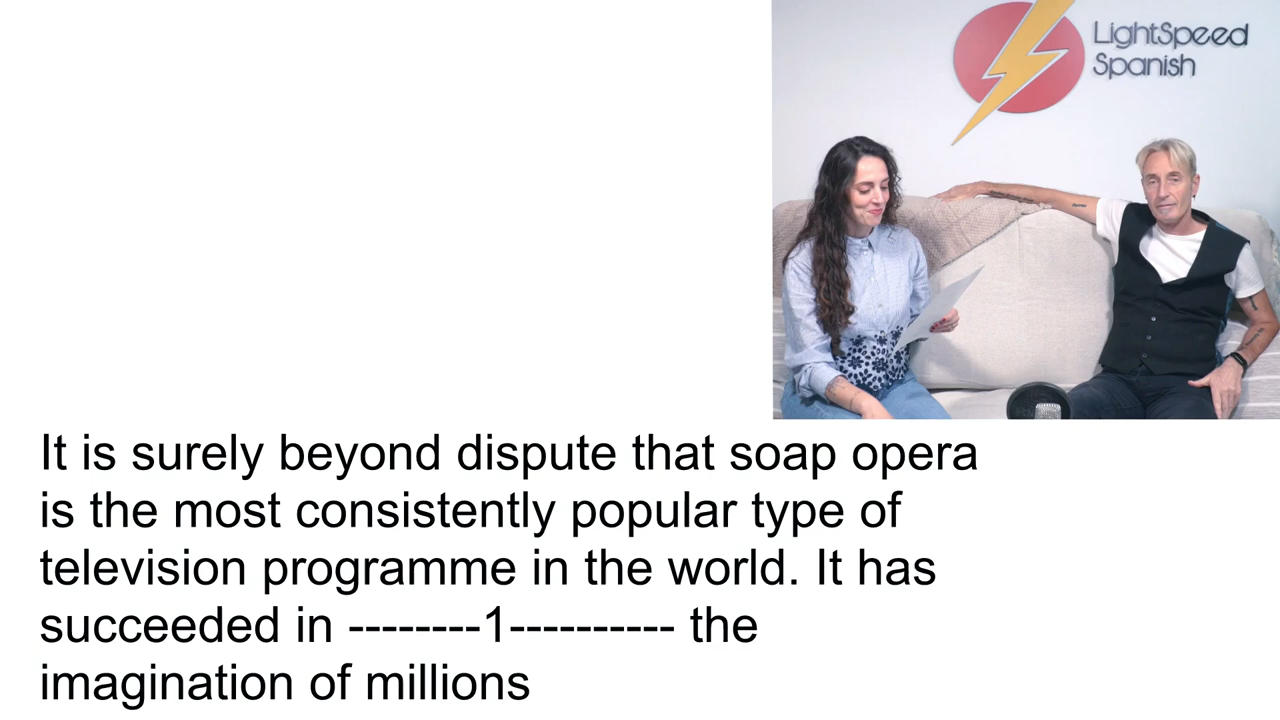 LightSpeed
Spanish
It is surely beyond dispute that soap opera
is the most consistently popular type of
television programme in the world. It has
succeeded in --------1---------- the
imagination of millions